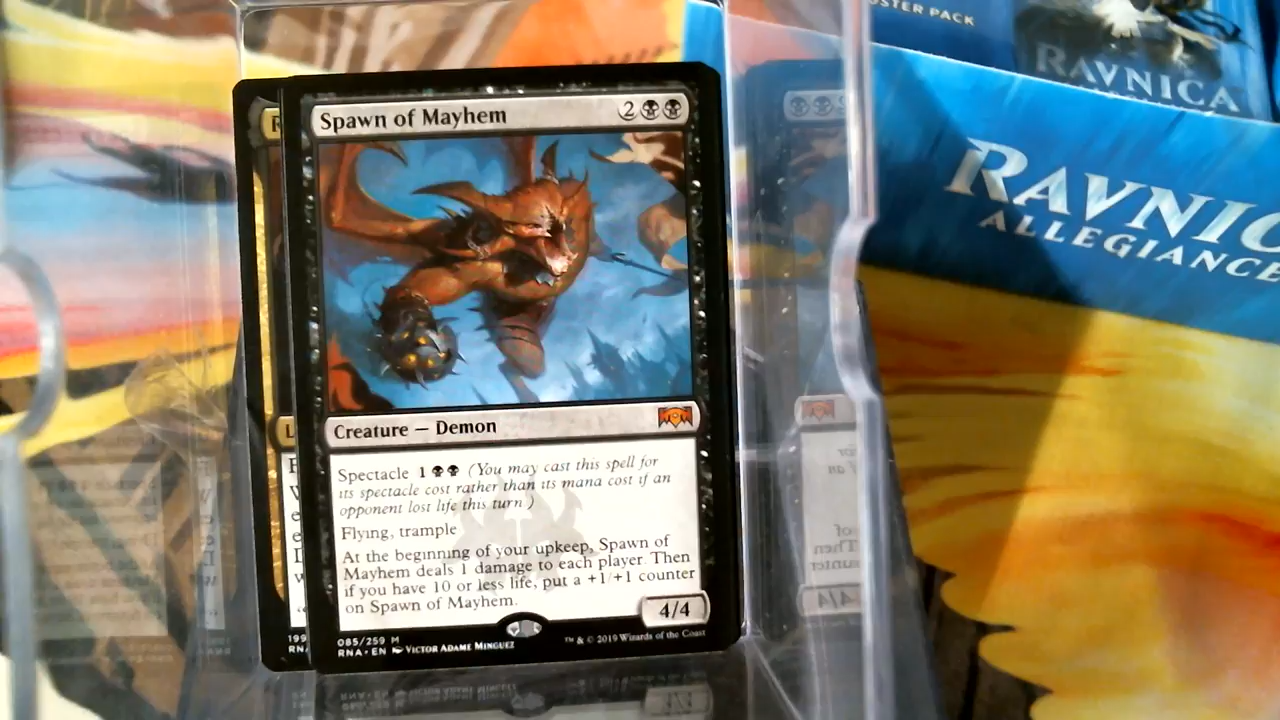 Spawn of Mayhem 2
Creature — Demon
Spectacle 1 (You may cast this spell for
its spectacle cost rather than its mana cost if an
opponent lost life this turn.)
Flying, trample
At the beginning of your upkeep, Spawn of
Mayhem deals 1 damage to each player. Then
if you have 10 or less life, put a +1/+1 counter
on Spawn of Mayhem.
4/4
085/259 M
RNA • EN VICTOR ADAME MINGUEZ
™ & © 2019 Wizards of the Coast
199
RN
STER PACK
RAVNICA
RAVNIC
ALLEGIANCE